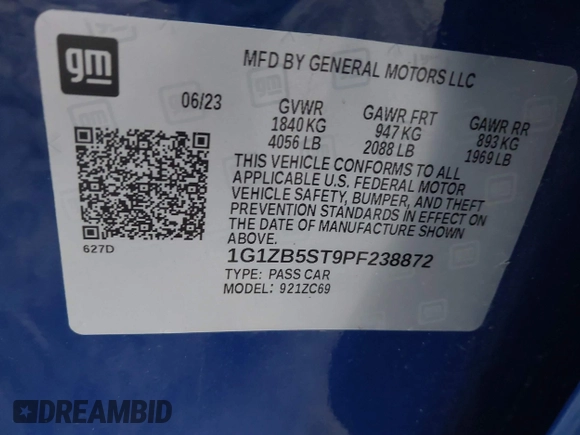 gm
MFD BY GENERAL MOTORS LLC
06/23
GVWR
1840 KG
4056 LB
GAWR FRT
947 KG
2088 LB
GAWR RR
893 KG
1969 LB
THIS VEHICLE CONFORMS TO ALL
APPLICABLE U.S. FEDERAL MOTOR
VEHICLE SAFETY, BUMPER, AND THEFT
PREVENTION STANDARDS IN EFFECT ON
THE DATE OF MANUFACTURE SHOWN
ABOVE.
627D
1G1ZB5ST9PF238872
TYPE: PASS CAR
MODEL: 921ZC69
DREAMBID